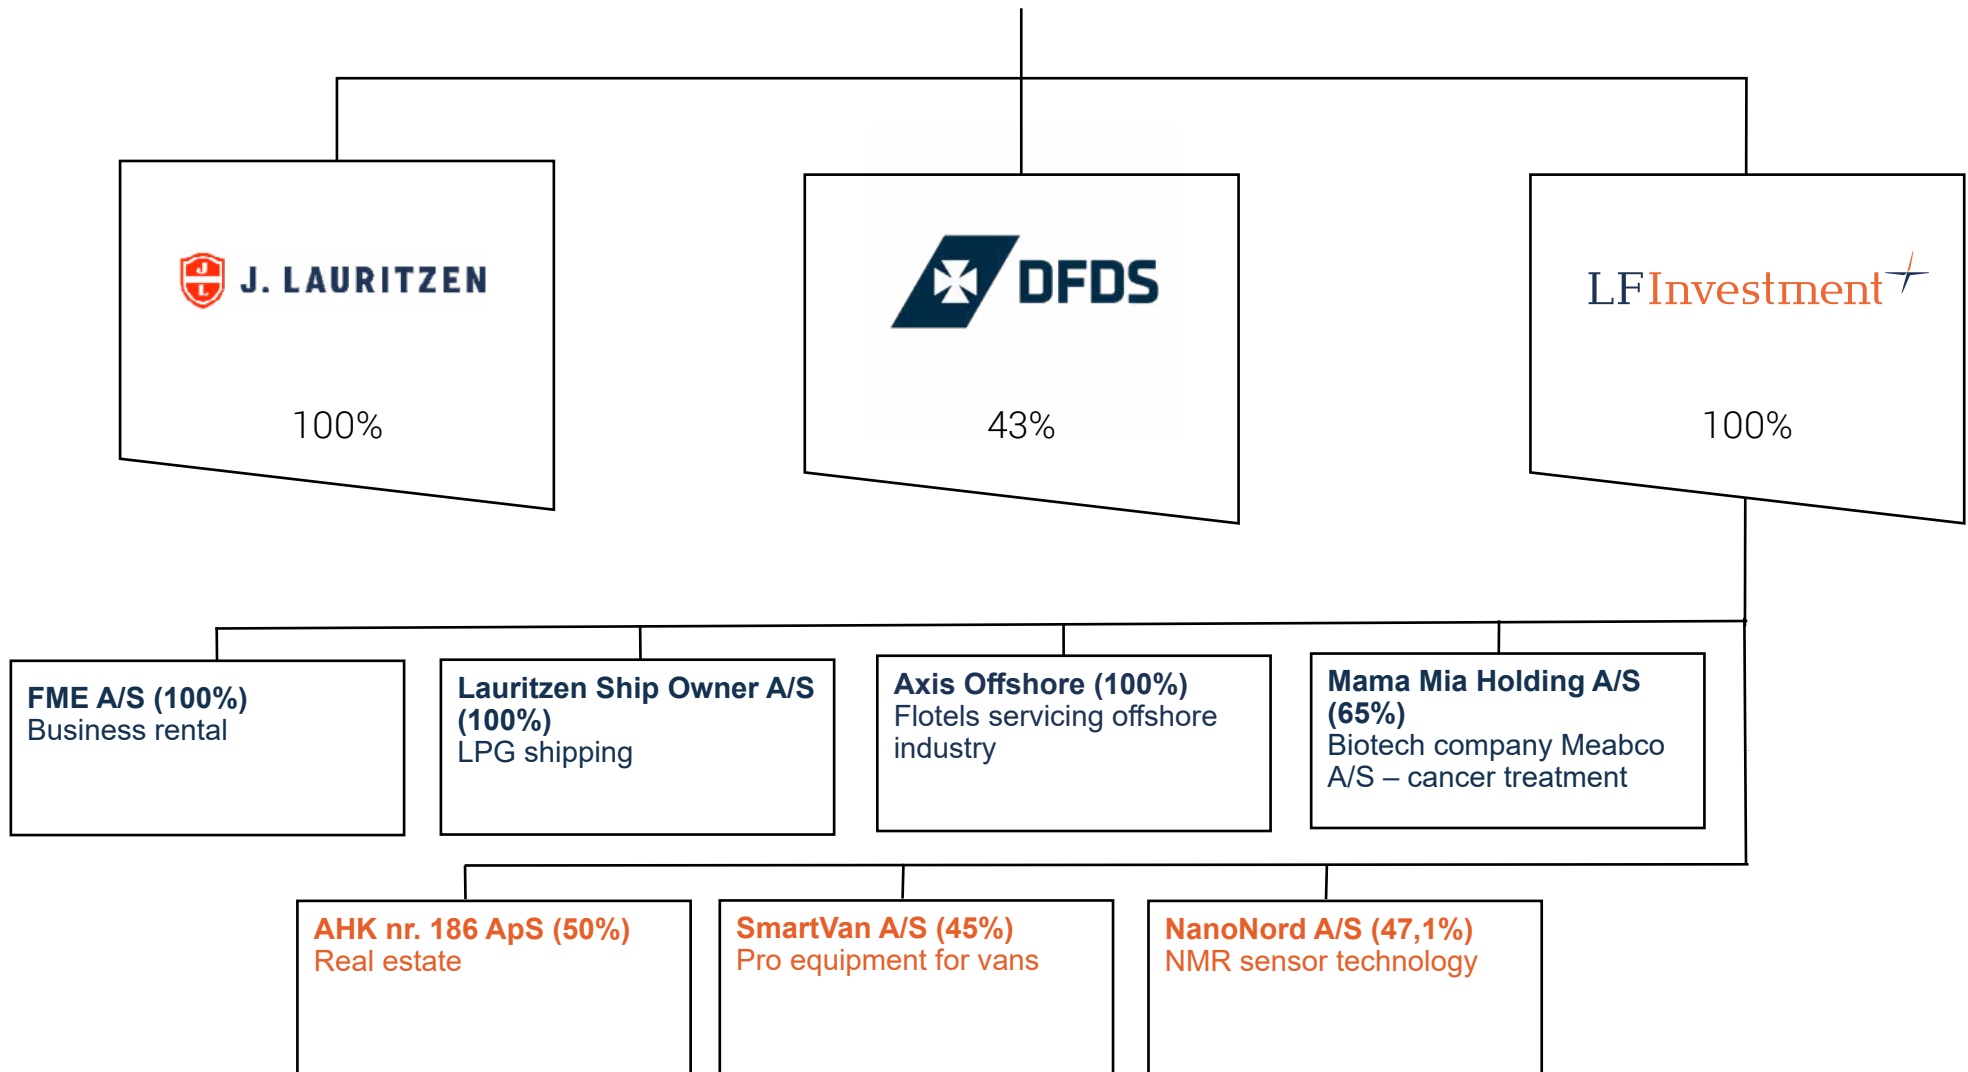 J
L
J. LAURITZEN
DFDS
LFInvestment
100%
43%
100%
FME A/S (100%)
Business rental
Lauritzen Ship Owner A/S
(100%)
LPG shipping
Axis Offshore (100%)
Flotels servicing offshore
industry
Mama Mia Holding A/S
(65%)
Biotech company Meabco
A/S – cancer treatment
AHK nr. 186 ApS (50%)
Real estate
SmartVan A/S (45%)
Pro equipment for vans
NanoNord A/S (47,1%)
NMR sensor technology